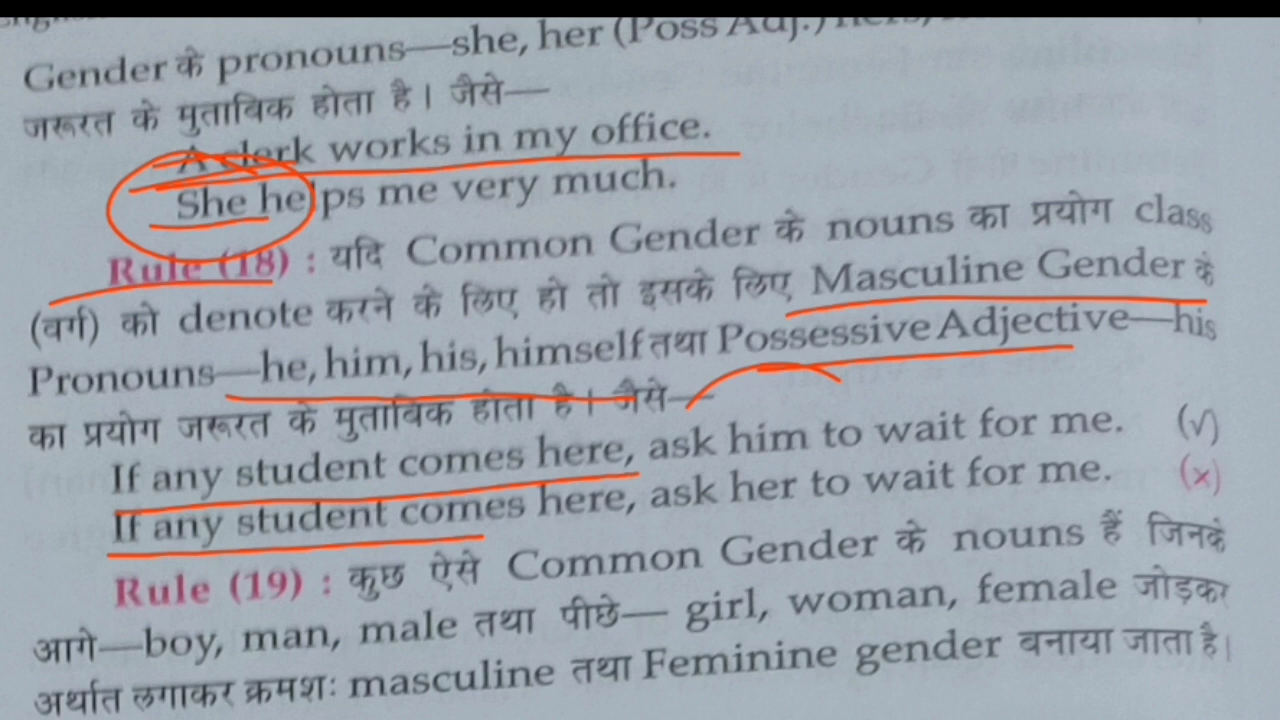 Gender के pronouns—she, her (Poss Adj.) hers,
जरूरत के मुताबिक होता है। जैसे—
A clerk works in my office.
She helps me very much.
Rule (18) : यदि Common Gender के nouns का प्रयोग class
(वर्ग) को denote करने के लिए हो तो इसके लिए Masculine Gender के
Pronouns—he, him, his, himself तथा Possessive Adjective—his
का प्रयोग जरूरत के मुताबिक होता है। जैसे—
If any student comes here, ask him to wait for me. (√)
If any student comes here, ask her to wait for me. (×)
Rule (19) : कुछ ऐसे Common Gender के nouns हैं जिनके
आगे—boy, man, male तथा पीछे— girl, woman, female जोड़कर
अर्थात लगाकर क्रमशः masculine तथा Feminine gender बनाया जाता है।